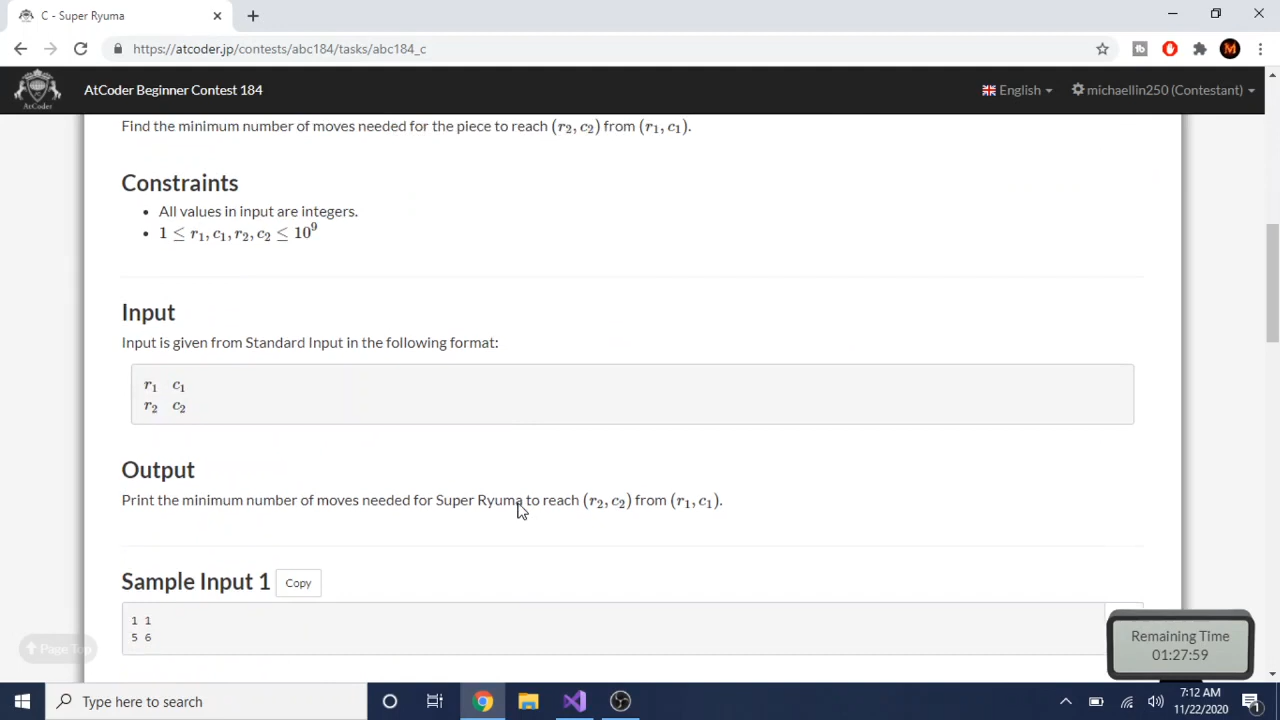 C - Super Ryuma
https://atcoder.jp/contests/abc184/tasks/abc184_c
M
AtCoder
AtCoder Beginner Contest 184
English
michaellin250 (Contestant)
Find the minimum number of moves needed for the piece to reach (r₂, c₂) from (r₁, c₁).
Constraints
• All values in input are integers.
• 1 ≤ r₁, c₁, r₂, c₂ ≤ 10⁹
Input
Input is given from Standard Input in the following format:
r₁ c₁
r₂ c₂
Output
Print the minimum number of moves needed for Super Ryuma to reach (r₂, c₂) from (r₁, c₁).
Sample Input 1
Copy
1 1
5 6
Page Top
Remaining Time
01:27:59
Type here to search
7:12 AM
11/22/2020
1